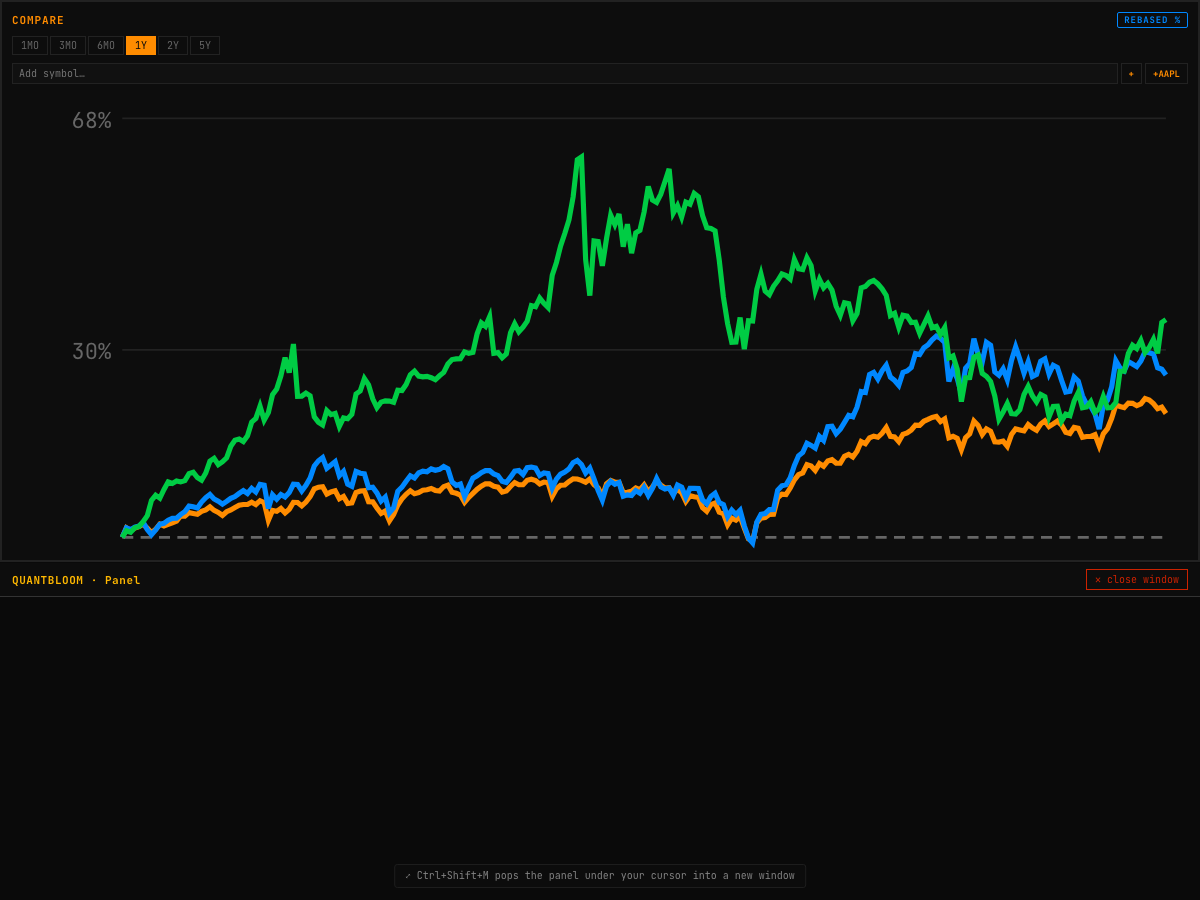 COMPARE
REBASED %
1MO 3MO 6MO 1Y 2Y 5Y
Add symbol…
+ +AAPL
68%
30%
QUANTBLOOM · Panel
× close window
⤢ Ctrl+Shift+M pops the panel under your cursor into a new window